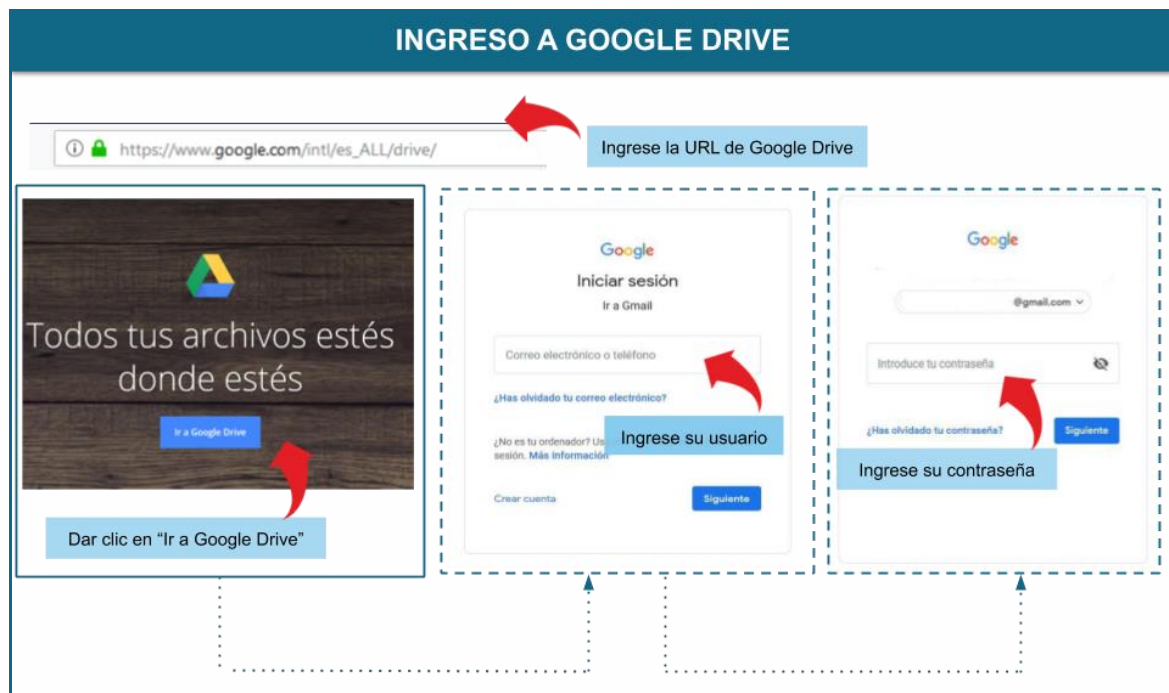 INGRESO A GOOGLE DRIVE
https://www.google.com/intl/es_ALL/drive/
Ingrese la URL de Google Drive
Todos tus archivos estés
donde estés
Ir a Google Drive
Dar clic en “Ir a Google Drive”
Google
Iniciar sesión
Ir a Gmail
Correo electrónico o teléfono
¿Has olvidado tu correo electrónico?
¿No es tu ordenador?
sesión. Más información
Ingrese su usuario
Crear cuenta
Siguiente
Google
@gmail.com
Introduce tu contraseña
¿Has olvidado tu contraseña?
Siguiente
Ingrese su contraseña